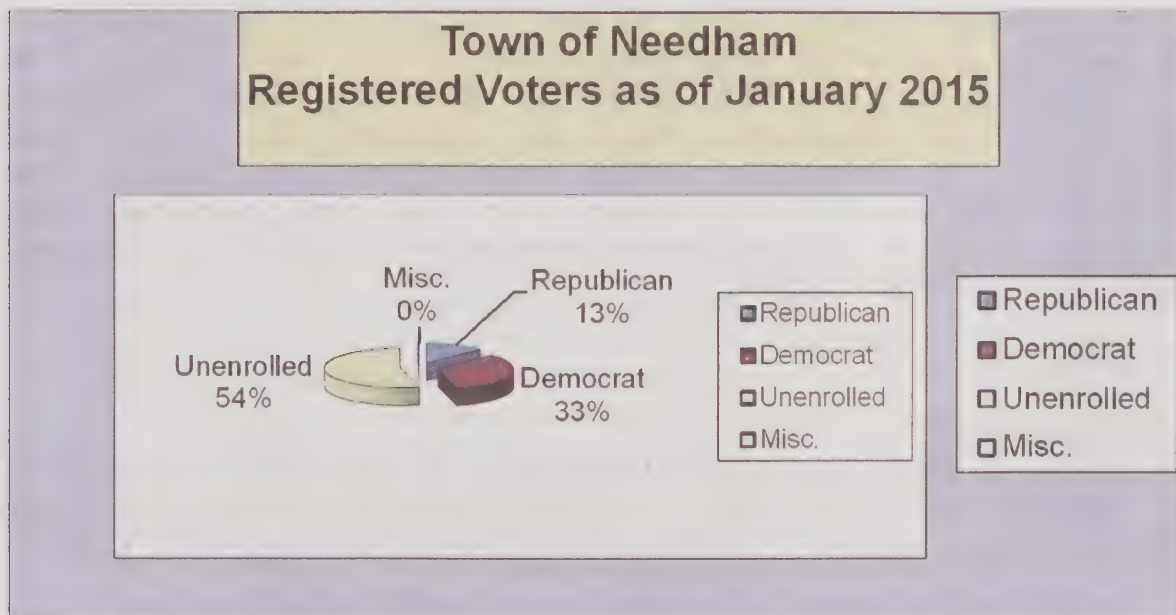 Town of Needham
Registered Voters as of January 2015
Misc.
0%
Republican
13%
Unenrolled
54%
Democrat
33%
Republican
Democrat
Unenrolled
Misc.
Republican
Democrat
Unenrolled
Misc.